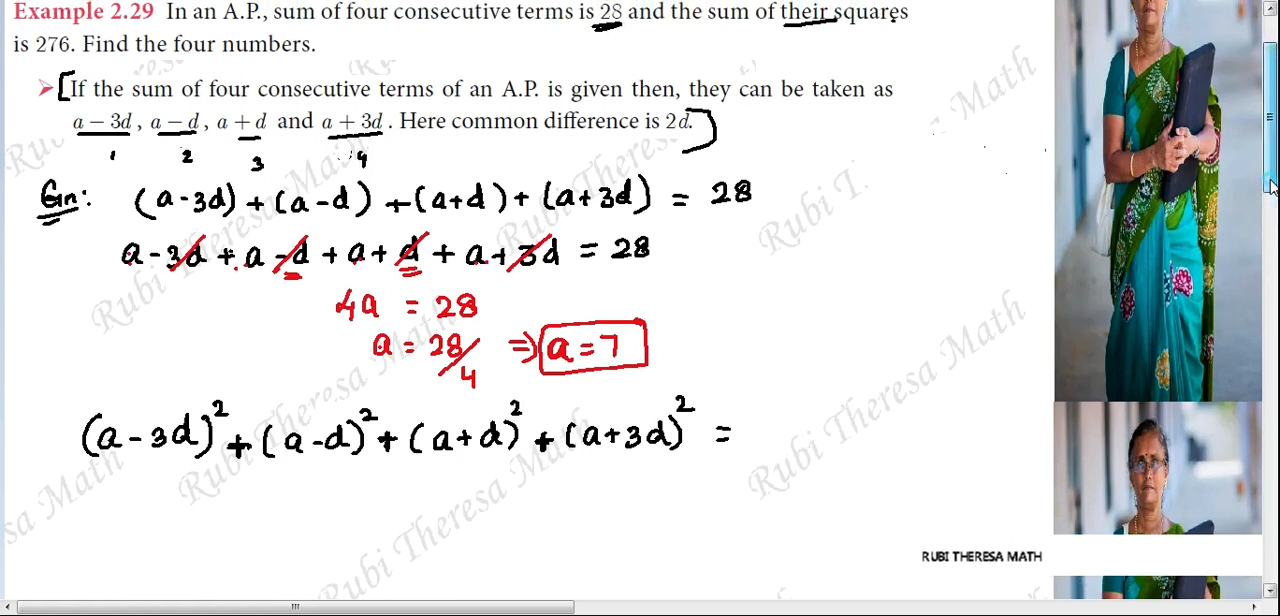 Example 2.29 In an A.P., sum of four consecutive terms is 28 and the sum of their squares
is 276. Find the four numbers.
➤ [If the sum of four consecutive terms of an A.P. is given then, they can be taken as
a − 3d, a − d, a + d and a + 3d. Here common difference is 2d.]
1 2 3 4
Gn: (a-3d)+(a-d)+(a+d)+(a+3d) = 28
a-3d+a-d+a+d+a+3d = 28
4a = 28
a = 28/4 ⇒ a = 7
(a-3d)²+(a-d)²+(a+d)²+(a+3d)² =
RUBI THERESA MATH
Rubi Theresa Math